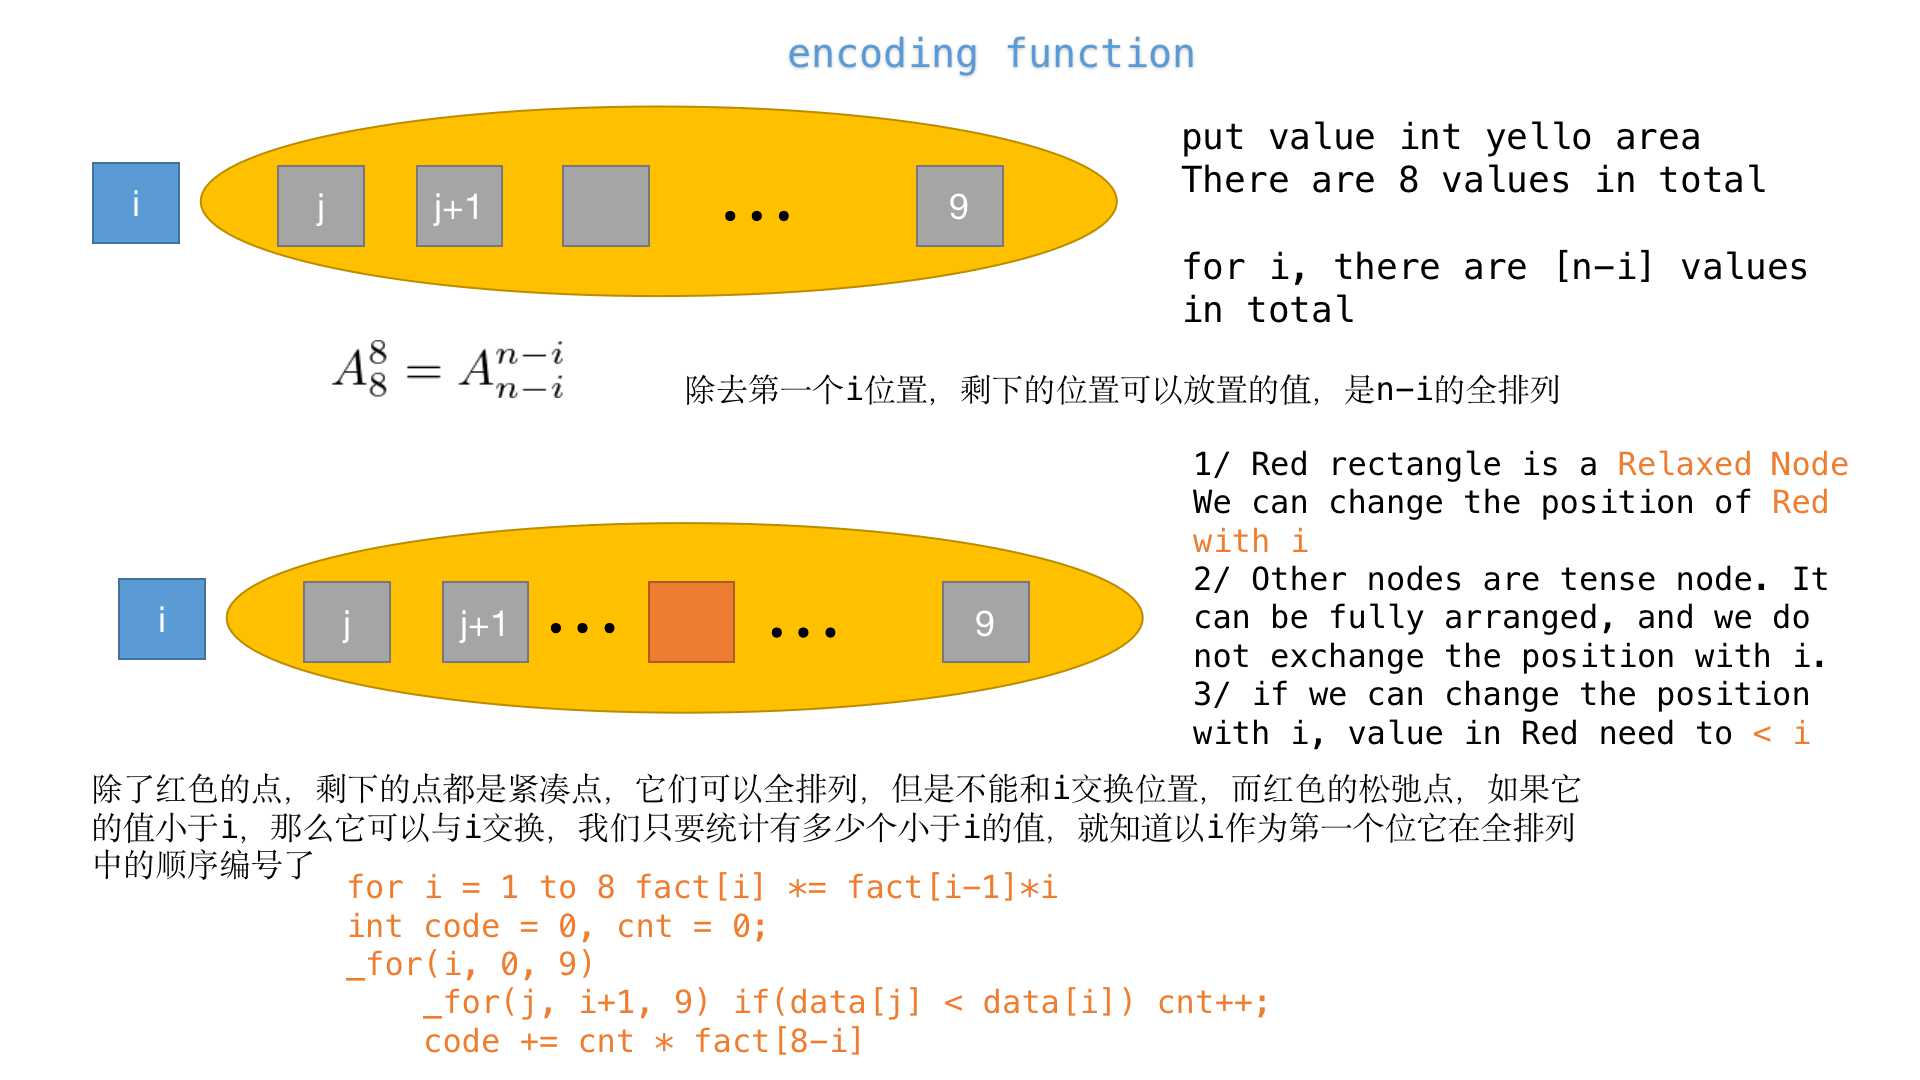 encoding function
i
j
j+1
...
9
put value int yello area
There are 8 values in total
for i, there are [n-i] values
in total
A_8^8 = A_{n-i}^{n-i}
除去第一个i位置，剩下的位置可以放置的值，是n-i的全排列
1/ Red rectangle is a Relaxed Node
We can change the position of Red
with i
2/ Other nodes are tense node. It
can be fully arranged, and we do
not exchange the position with i.
3/ if we can change the position
with i, value in Red need to < i
i
j
j+1
...
...
9
除了红色的点，剩下的点都是紧凑点，它们可以全排列，但是不能和i交换位置，而红色的松弛点，如果它
的值小于i，那么它可以与i交换，我们只要统计有多少个小于i的值，就知道以i作为第一个位它在全排列
中的顺序编号了
for i = 1 to 8 fact[i] *= fact[i-1]*i
int code = 0, cnt = 0;
_for(i, 0, 9)
_for(j, i+1, 9) if(data[j] < data[i]) cnt++;
code += cnt * fact[8-i]